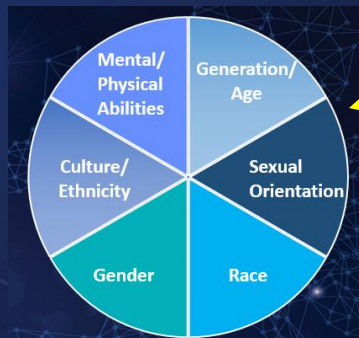 Mental/
Physical
Abilities
Generation/
Age
Culture/
Ethnicity
Sexual
Orientation
Gender
Race